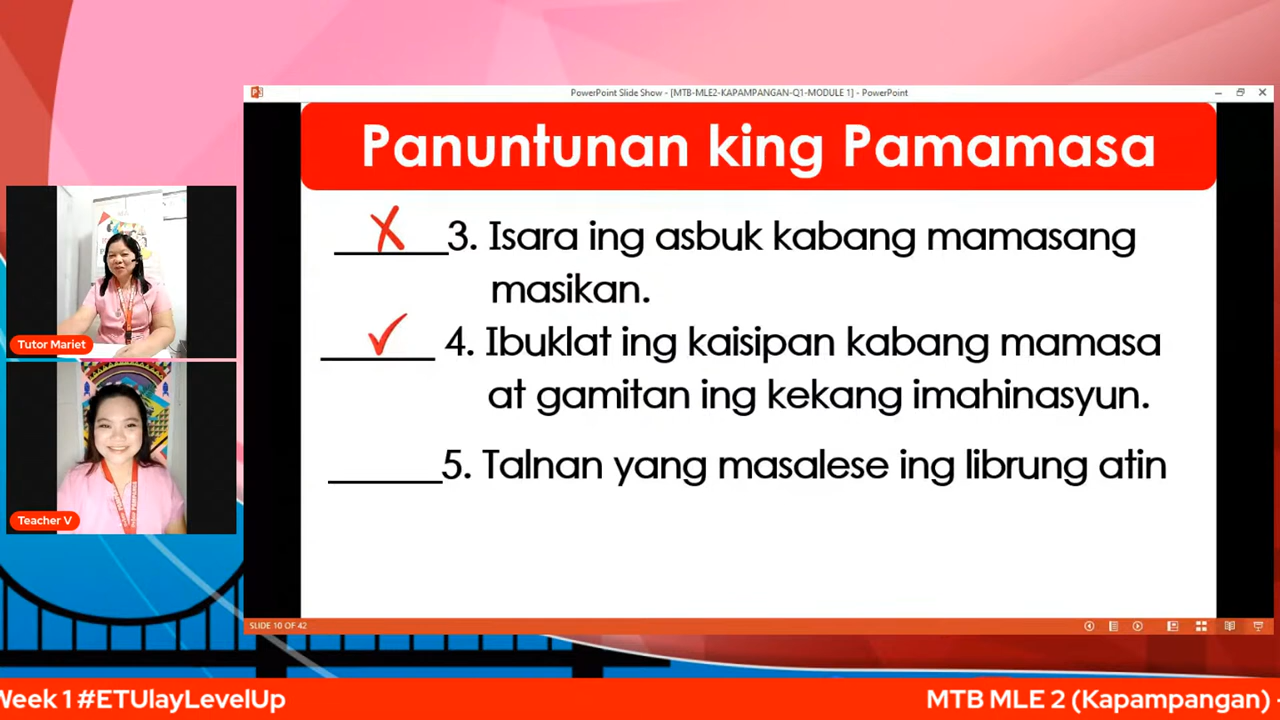 PowerPoint Slide Show - [MTB-MLE2-KAPAMPANGAN-Q1-MODULE 1] - PowerPoint
Panuntunan king Pamamasa
3. Isara ing asbuk kabang mamasang
masikan.
4. Ibuklat ing kaisipan kabang mamasa
at gamitan ing kekang imahinasyun.
5. Talnan yang masalese ing librung atin
Tutor Mariet
Teacher V
SLIDE 10 OF 42
Week 1 #ETUlayLevelUp
MTB MLE 2 (Kapampangan) -